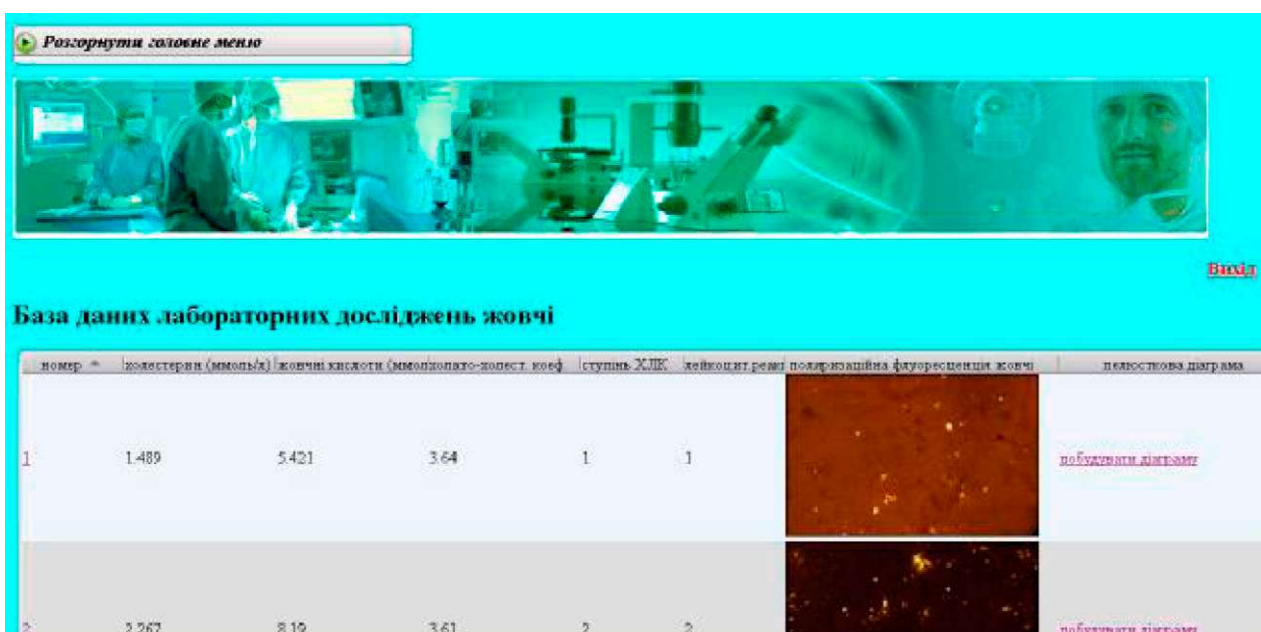 Розгорнути головне меню
Вихід
База даних лабораторних досліджень жовчі
номер холестерин (ммоль/л) жовчні кислоти (ммол холато-холест. коеф ступінь ХЛК лейкоцит.реакі поляризаційна флуоресценція жовчі пелюсткова діаграма
1 1.489 5.421 3.64 1 1 побудувати діаграму
2 2.267 8.19 3.61 2 2 побудувати діаграму